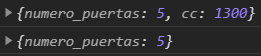 ▶ {numero_puertas: 5, cc: 1300}
▶ {numero_puertas: 5}